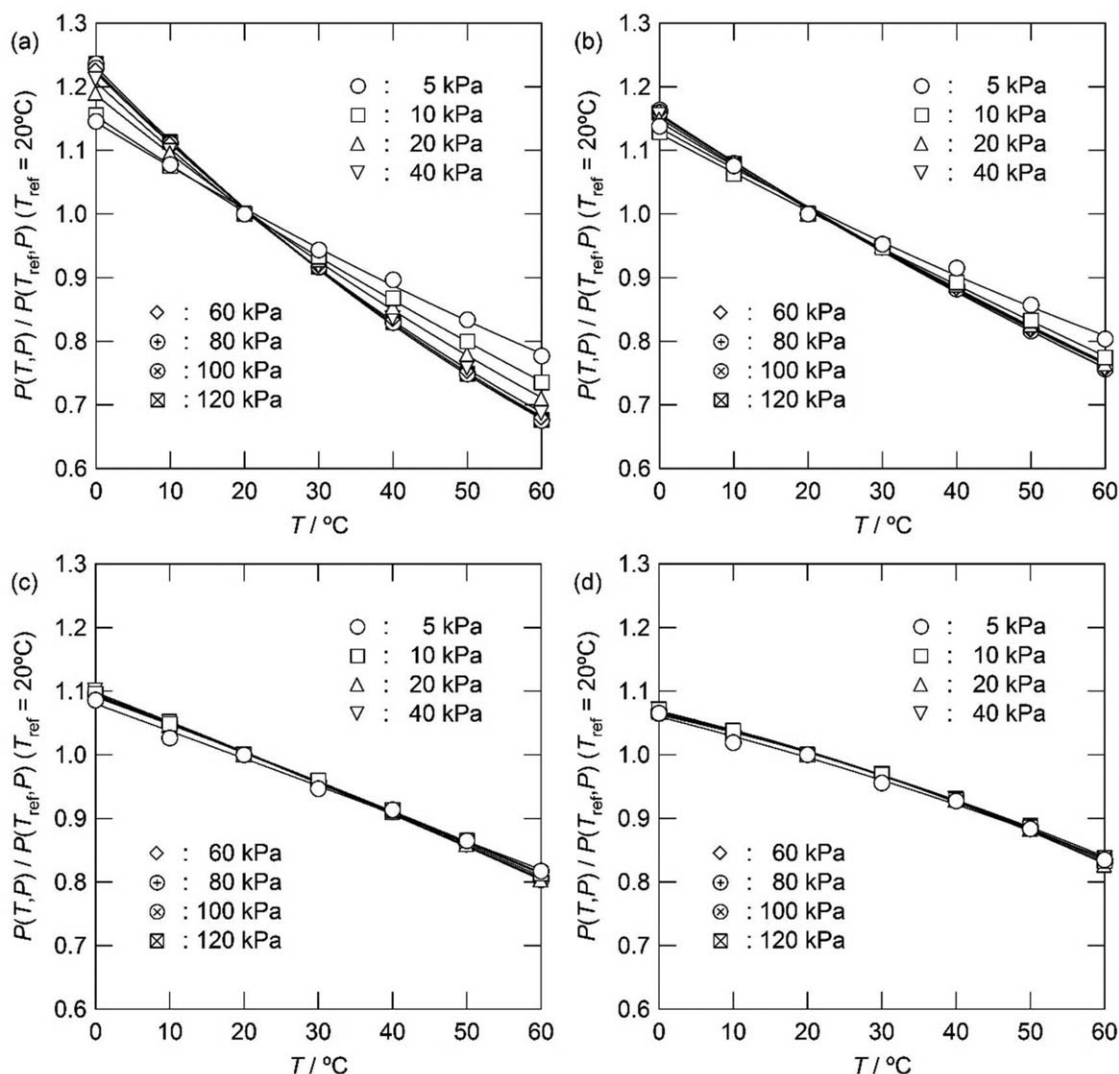 (a)
P(T,P) / P(T_ref,P) (T_ref = 20ºC)
1.3
1.2
1.1
1.0
0.9
0.8
0.7
0.6
○ : 5 kPa
□ : 10 kPa
△ : 20 kPa
▽ : 40 kPa
◇ : 60 kPa
⊕ : 80 kPa
⊗ : 100 kPa
⊠ : 120 kPa
0 10 20 30 40 50 60
T / ºC
(b)
P(T,P) / P(T_ref,P) (T_ref = 20ºC)
1.3
1.2
1.1
1.0
0.9
0.8
0.7
0.6
○ : 5 kPa
□ : 10 kPa
△ : 20 kPa
▽ : 40 kPa
◇ : 60 kPa
⊕ : 80 kPa
⊗ : 100 kPa
⊠ : 120 kPa
0 10 20 30 40 50 60
T / ºC
(c)
P(T,P) / P(T_ref,P) (T_ref = 20ºC)
1.3
1.2
1.1
1.0
0.9
0.8
0.7
0.6
○ : 5 kPa
□ : 10 kPa
△ : 20 kPa
▽ : 40 kPa
◇ : 60 kPa
⊕ : 80 kPa
⊗ : 100 kPa
⊠ : 120 kPa
0 10 20 30 40 50 60
T / ºC
(d)
P(T,P) / P(T_ref,P) (T_ref = 20ºC)
1.3
1.2
1.1
1.0
0.9
0.8
0.7
0.6
○ : 5 kPa
□ : 10 kPa
△ : 20 kPa
▽ : 40 kPa
◇ : 60 kPa
⊕ : 80 kPa
⊗ : 100 kPa
⊠ : 120 kPa
0 10 20 30 40 50 60
T / ºC